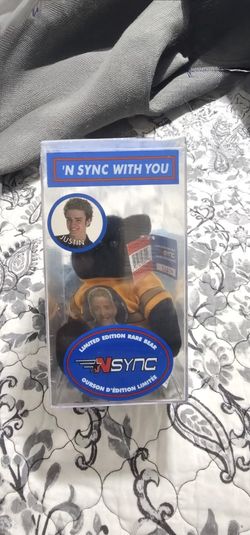 'N SYNC WITH YOU
JUSTIN
LIMITED EDITION RARE BEAR
NSYNC
OURSON D'ÉDITION LIMITÉE